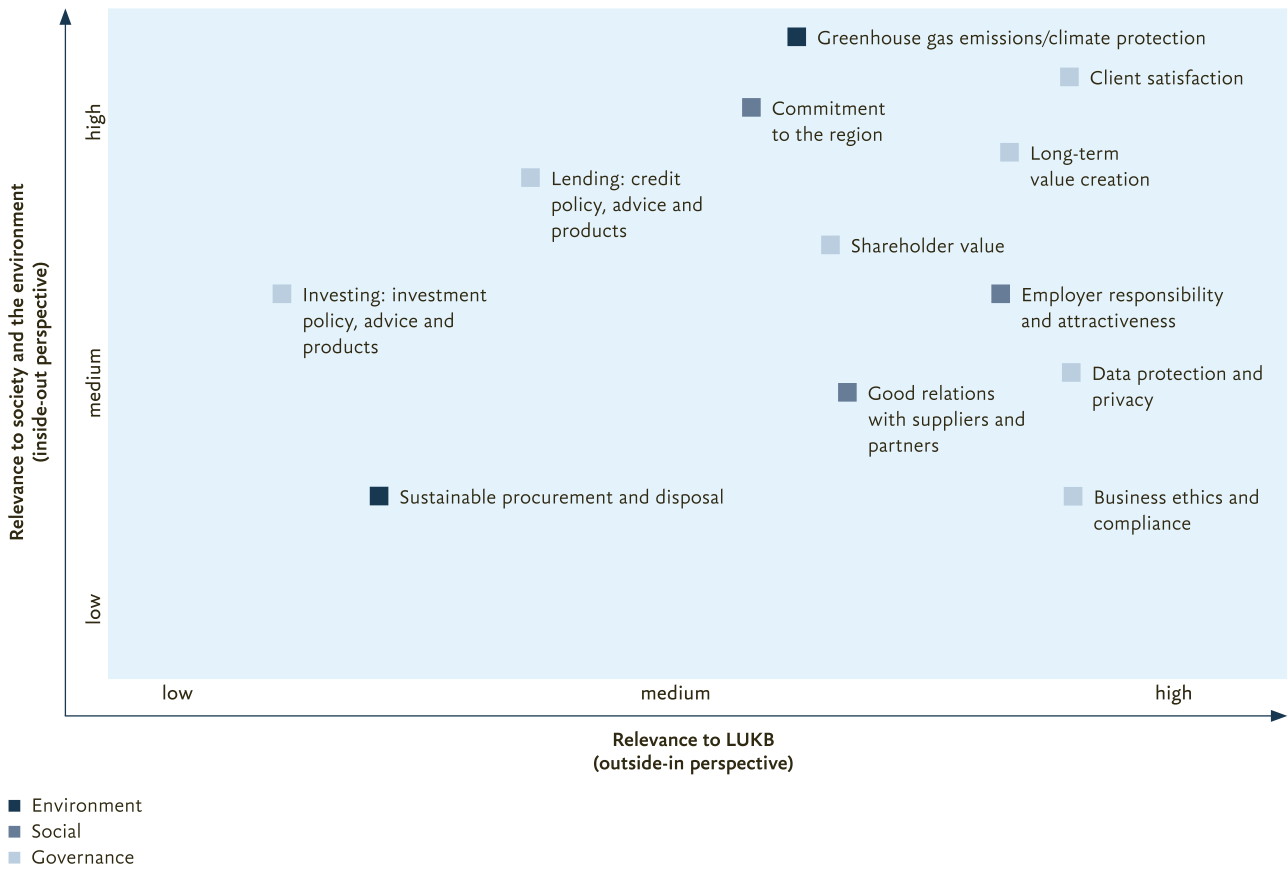 Greenhouse gas emissions/climate protection
Client satisfaction
Commitment
to the region
Long-term
value creation
Lending: credit
policy, advice and
products
Shareholder value
Investing: investment
policy, advice and
products
Employer responsibility
and attractiveness
Data protection and
privacy
Good relations
with suppliers and
partners
Sustainable procurement and disposal
Business ethics and
compliance
high
medium
low
Relevance to society and the environment
(inside-out perspective)
low
medium
high
Relevance to LUKB
(outside-in perspective)
Environment
Social
Governance